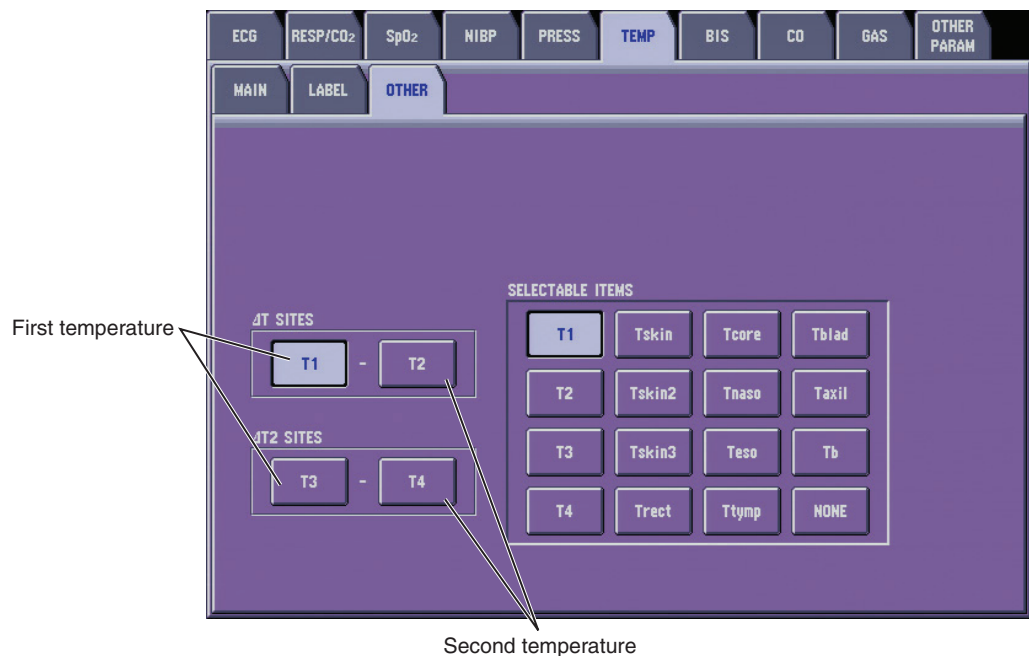 ECG RESP/CO2 SpO2 NIBP PRESS TEMP BIS CO GAS OTHER PARAM
MAIN LABEL OTHER
SELECTABLE ITEMS
First temperature
ΔT SITES
T1 - T2
ΔT2 SITES
T3 - T4
T1 Tskin Tcore Tblad
T2 Tskin2 Tnaso Taxil
T3 Tskin3 Teso Tb
T4 Trect Ttymp NONE
Second temperature